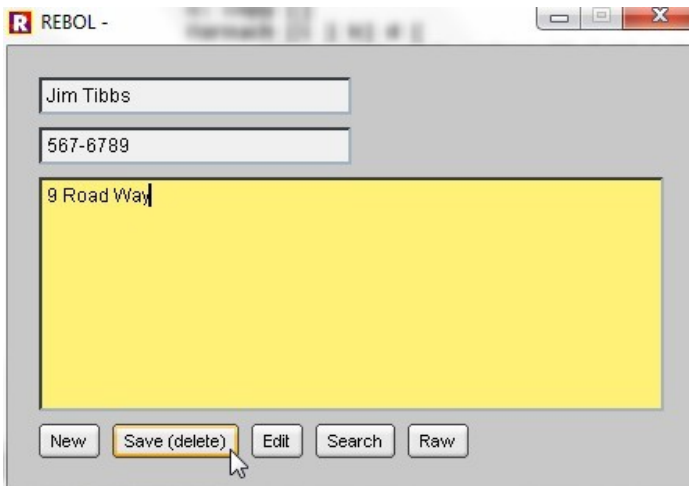 R REBOL -
Jim Tibbs
567-6789
9 Road Way
New Save (delete) Edit Search Raw